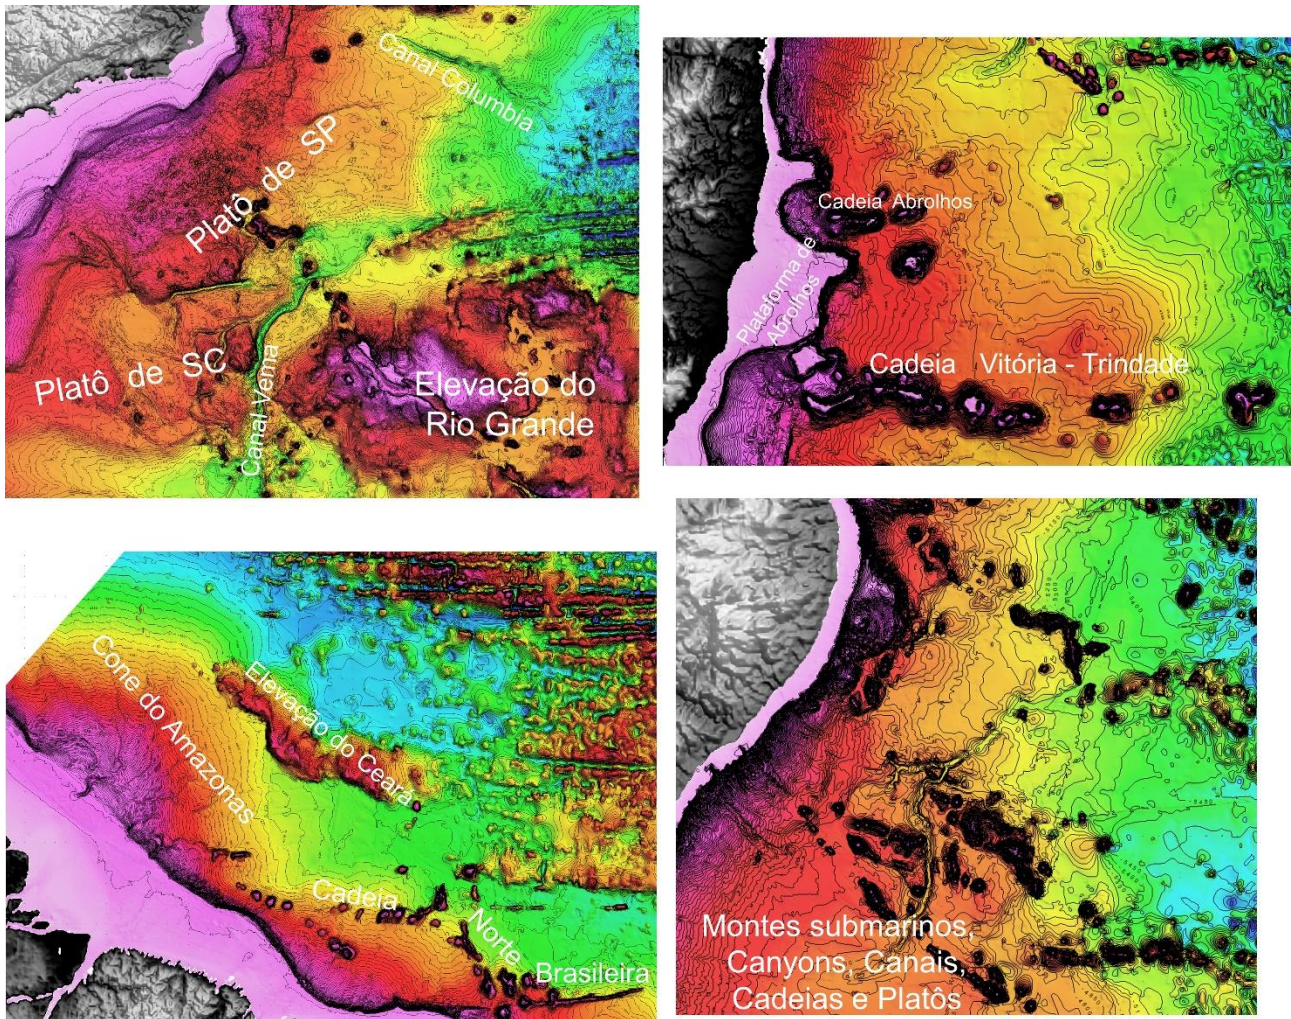 Canal Columbia
Platô de SP
Platô de SC
Canal Vema
Elevação do
Rio Grande
Cadeia Abrolhos
Plataforma de
Abrolhos
Cadeia Vitória - Trindade
Cone do Amazonas
Elevação do Ceará
Cadeia
Norte
Brasileira
Montes submarinos,
Canyons, Canais,
Cadeias e Platôs